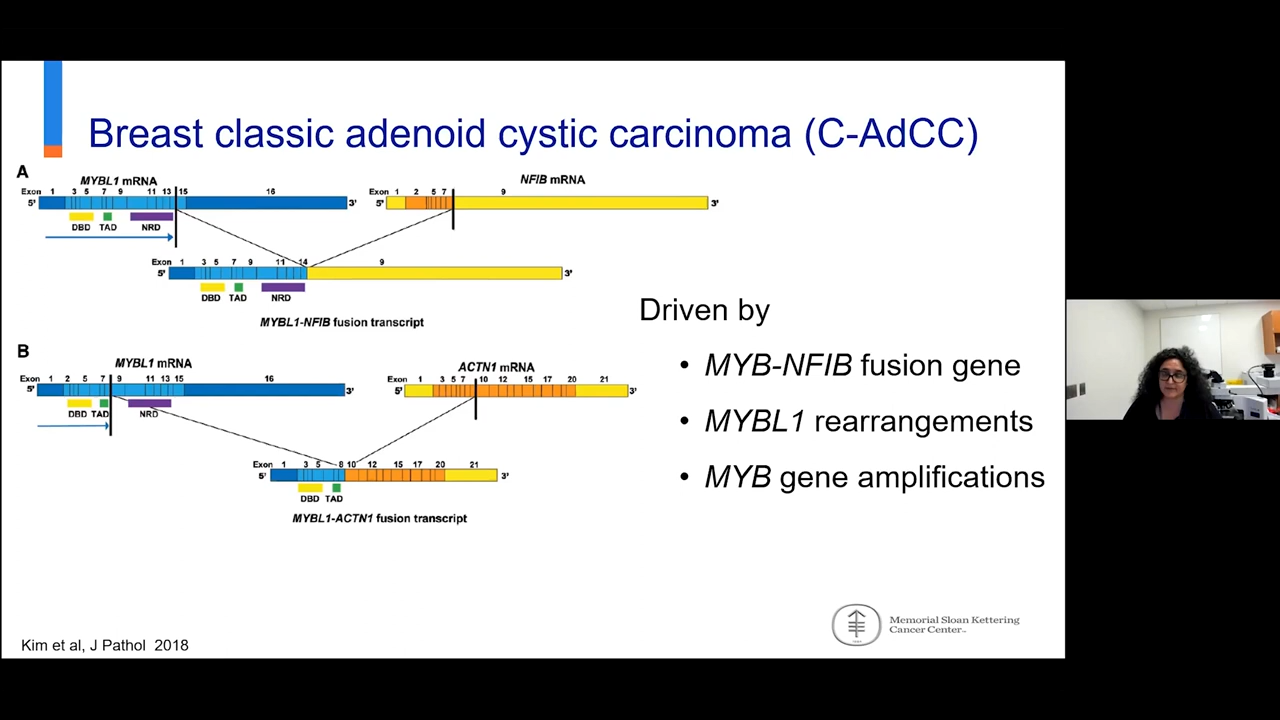 Breast classic adenoid cystic carcinoma (C-AdCC)
A
MYBL1 mRNA
NFIB mRNA
Exon 1 3 5 7 9 11 13 15 16
Exon 1 2 5 7 9
5' 3'
5' 3'
DBD TAD NRD
Exon 1 3 5 7 9 11 14 9
5' 3'
DBD TAD NRD
MYBL1-NFIB fusion transcript
B
MYBL1 mRNA
ACTN1 mRNA
Exon 1 2 5 7 9 11 13 15 16
Exon 1 3 5 7 10 12 15 17 20 21
5' 3'
5' 3'
DBD TAD NRD
Exon 1 3 5 8 10 12 15 17 20 21
5' 3'
DBD TAD
MYBL1-ACTN1 fusion transcript
Driven by
• MYB-NFIB fusion gene
• MYBL1 rearrangements
• MYB gene amplifications
Memorial Sloan Kettering
Cancer Center
Kim et al, J Pathol 2018